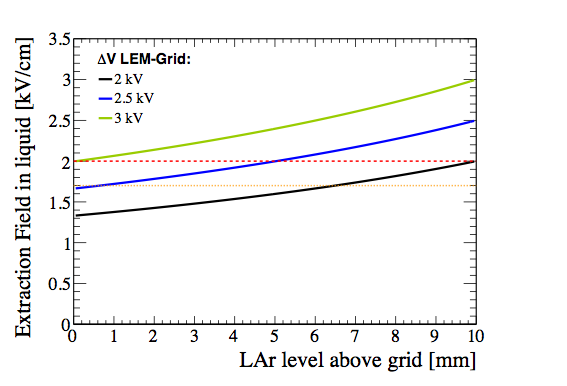 Extraction Field in liquid [kV/cm]
3.5
3
2.5
2
1.5
1
0.5
0
ΔV LEM-Grid:
2 kV
2.5 kV
3 kV
0 1 2 3 4 5 6 7 8 9 10
LAr level above grid [mm]